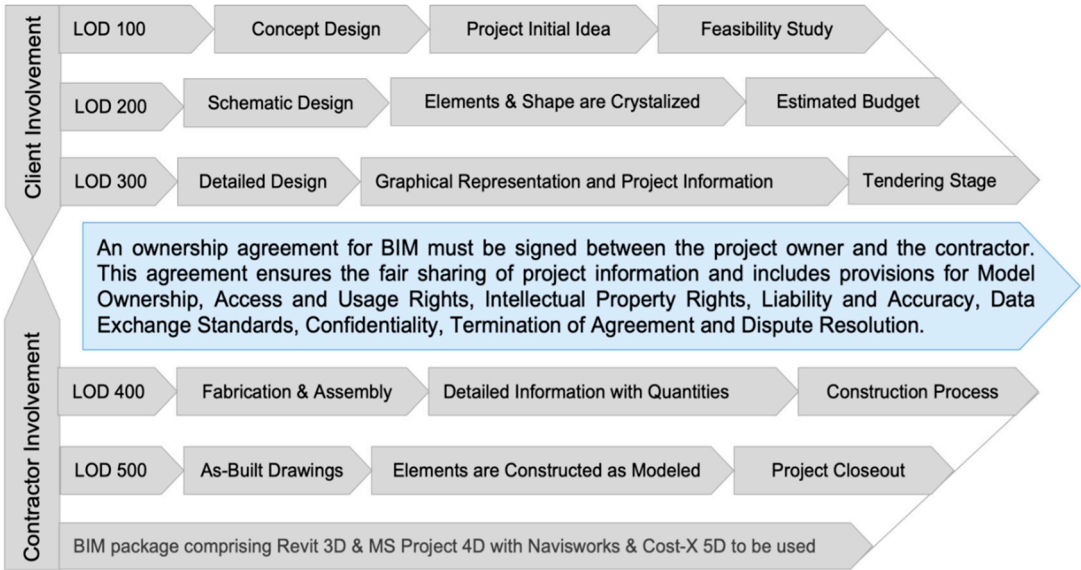 Client Involvement
LOD 100
Concept Design
Project Initial Idea
Feasibility Study
LOD 200
Schematic Design
Elements & Shape are Crystalized
Estimated Budget
LOD 300
Detailed Design
Graphical Representation and Project Information
Tendering Stage
An ownership agreement for BIM must be signed between the project owner and the contractor.
This agreement ensures the fair sharing of project information and includes provisions for Model
Ownership, Access and Usage Rights, Intellectual Property Rights, Liability and Accuracy, Data
Exchange Standards, Confidentiality, Termination of Agreement and Dispute Resolution.
Contractor Involvement
LOD 400
Fabrication & Assembly
Detailed Information with Quantities
Construction Process
LOD 500
As-Built Drawings
Elements are Constructed as Modeled
Project Closeout
BIM package comprising Revit 3D & MS Project 4D with Navisworks & Cost-X 5D to be used